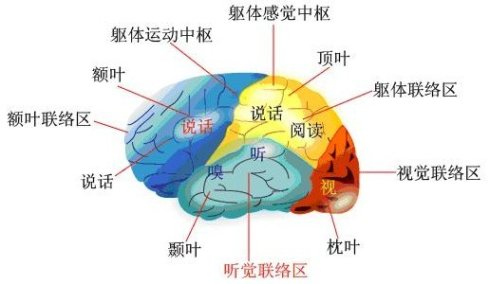 躯体感觉中枢
躯体运动中枢
顶叶
额叶
躯体联络区
额叶联络区
说话
说话
阅读
听
说话
嗅
视
视觉联络区
颞叶
枕叶
听觉联络区